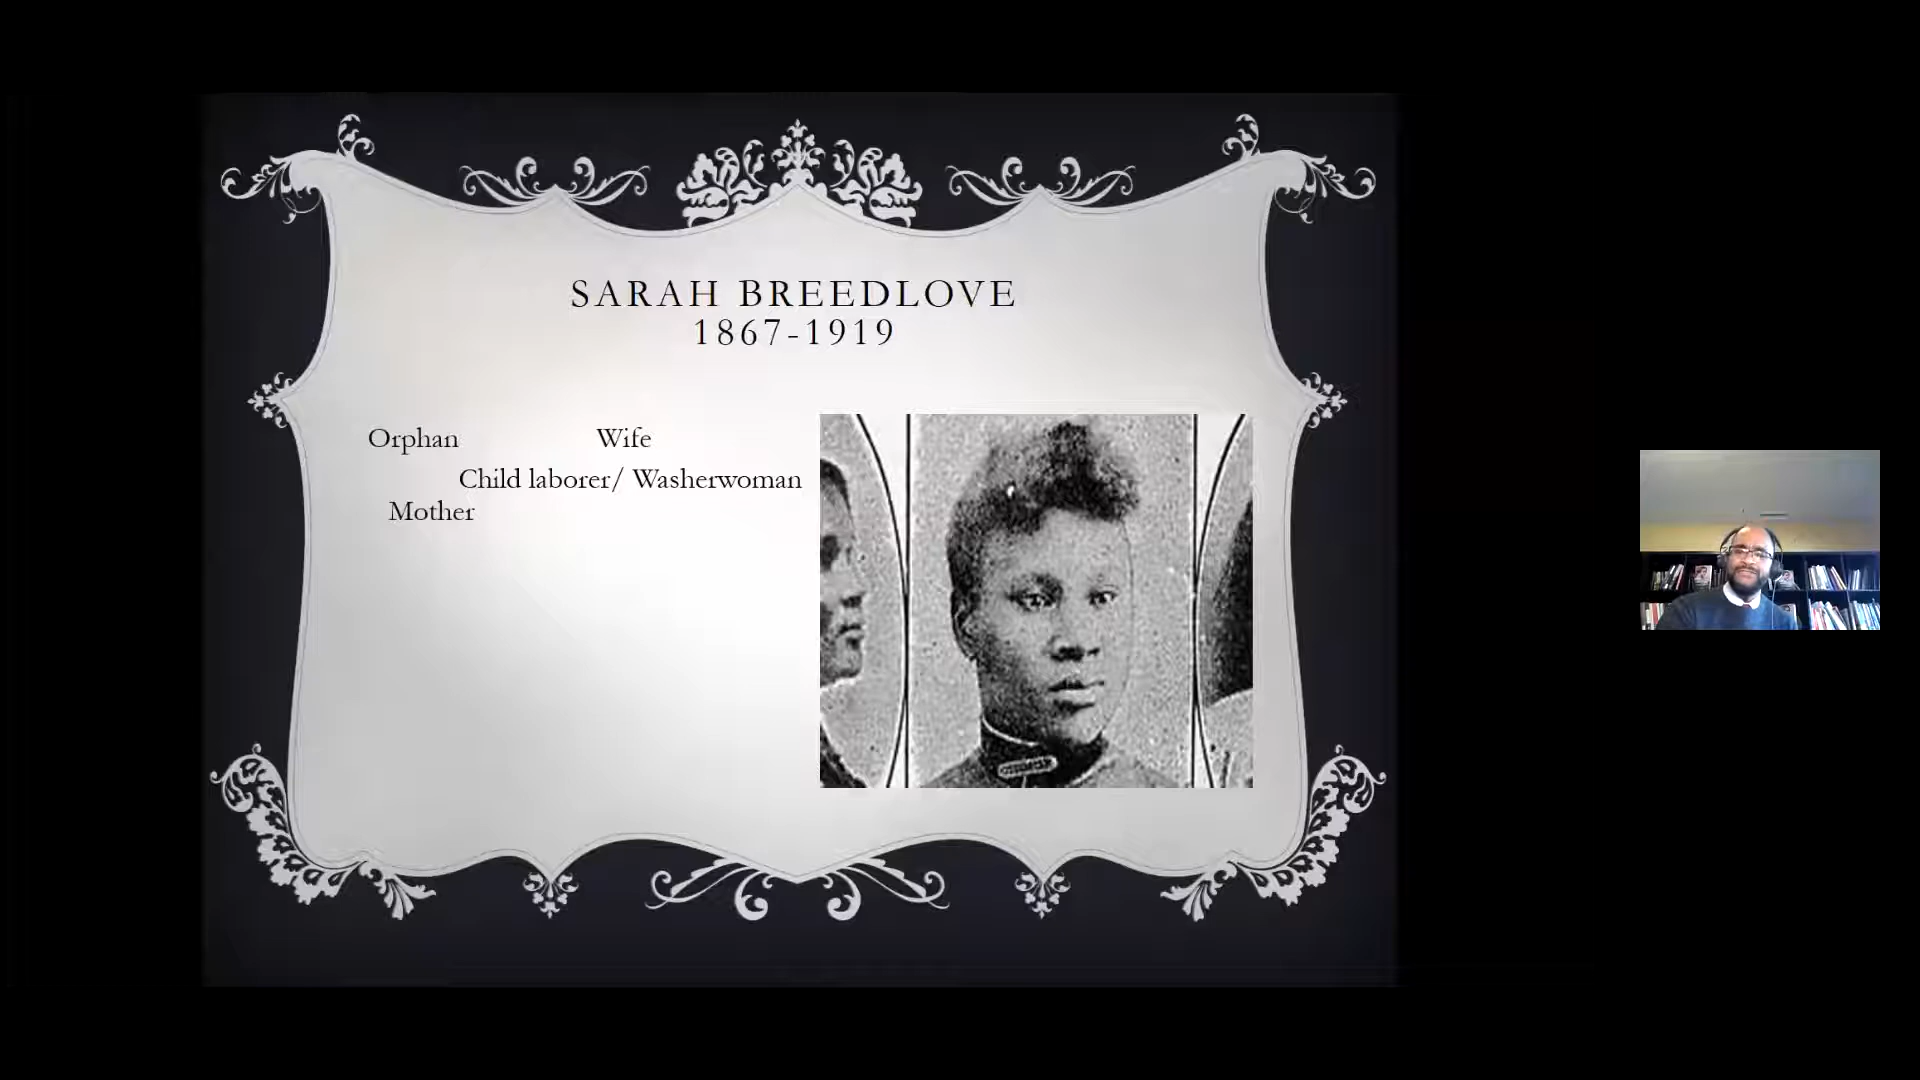 SARAH BREEDLOVE
1867-1919
Orphan Wife
Child laborer/ Washerwoman
Mother